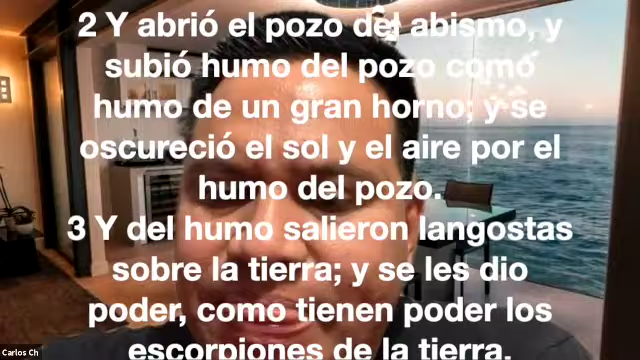 2 Y abrió el pozo del abismo, y
subió humo del pozo como
humo de un gran horno; y se
oscureció el sol y el aire por el
humo del pozo.
3 Y del humo salieron langostas
sobre la tierra; y se les dio
poder, como tienen poder los
escorpiones de la tierra.
Carlos Ch